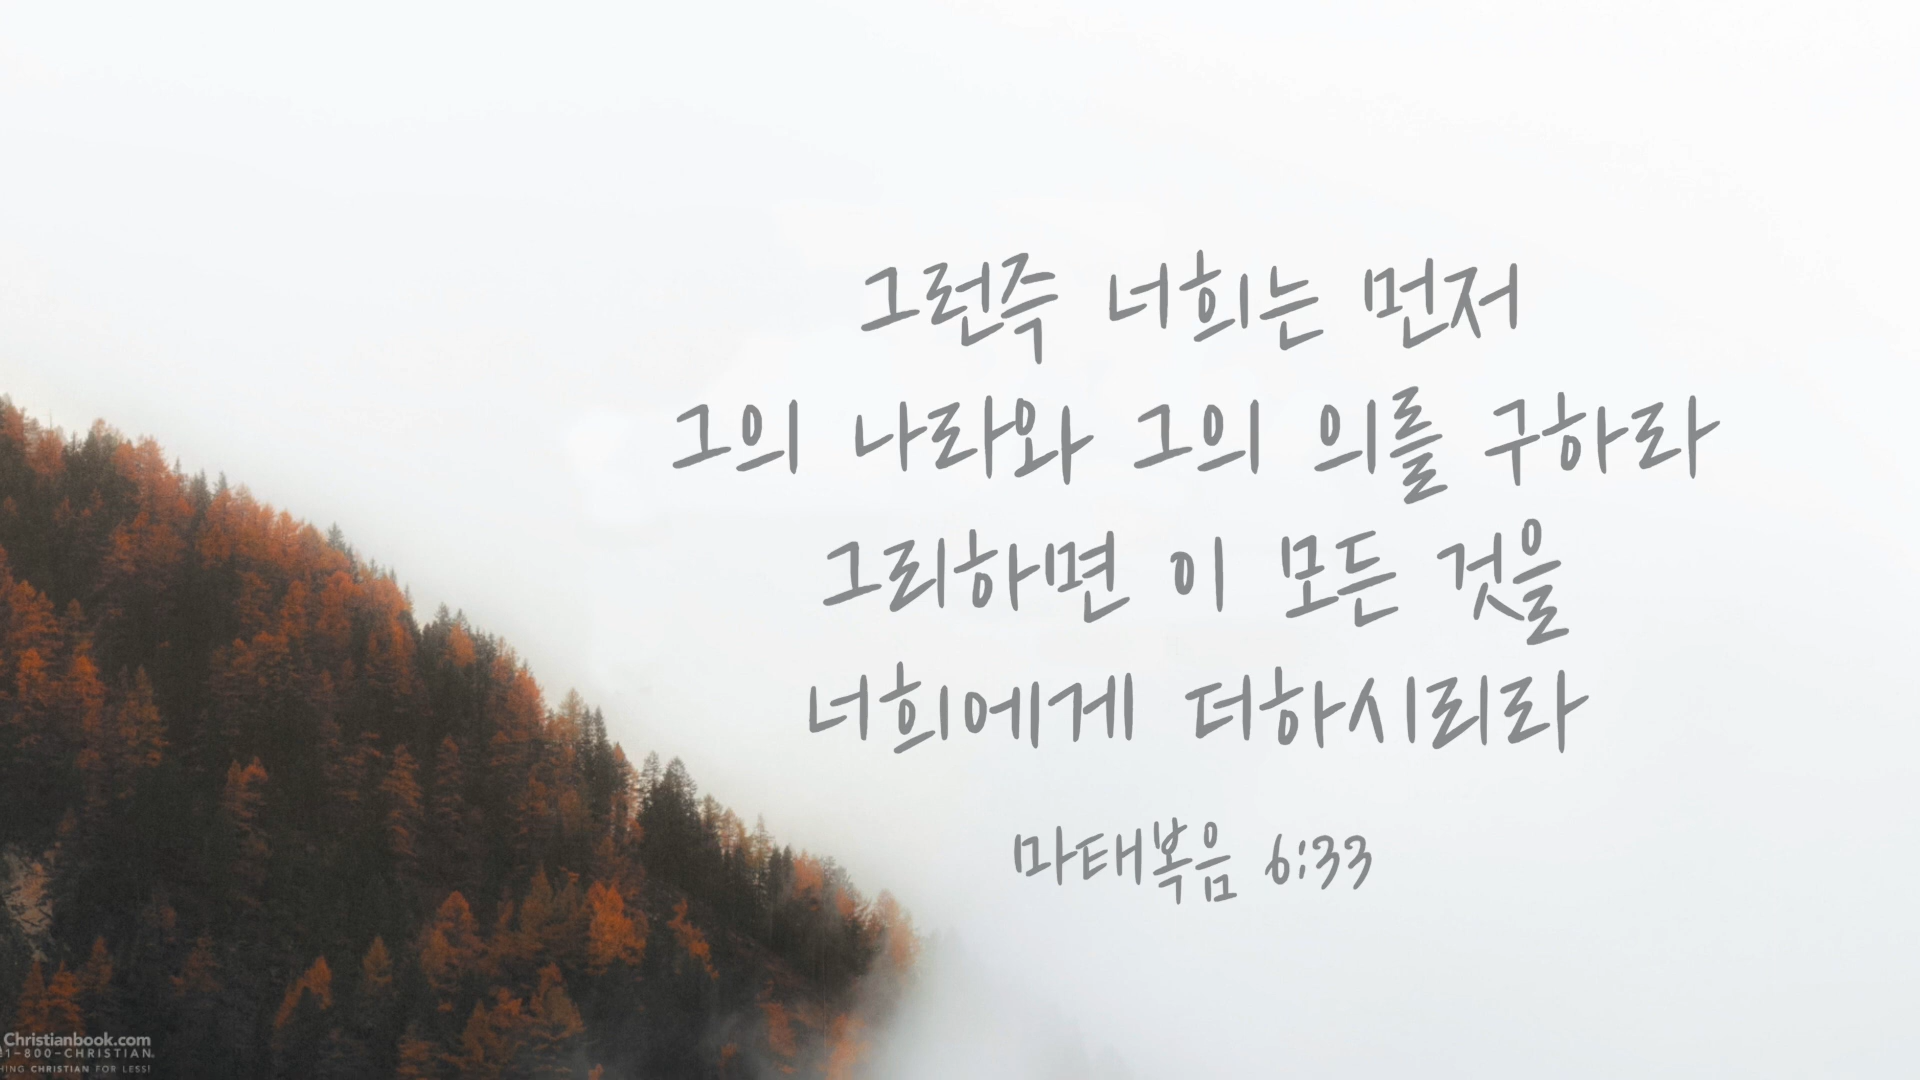 그런즉 너희는 먼저
그의 나라와 그의 의를 구하라
그리하면 이 모든 것을
너희에게 더하시리라
마태복음 6:33
Christianbook.com
1-800-CHRISTIAN.
CHRISTIAN FOR LESS!